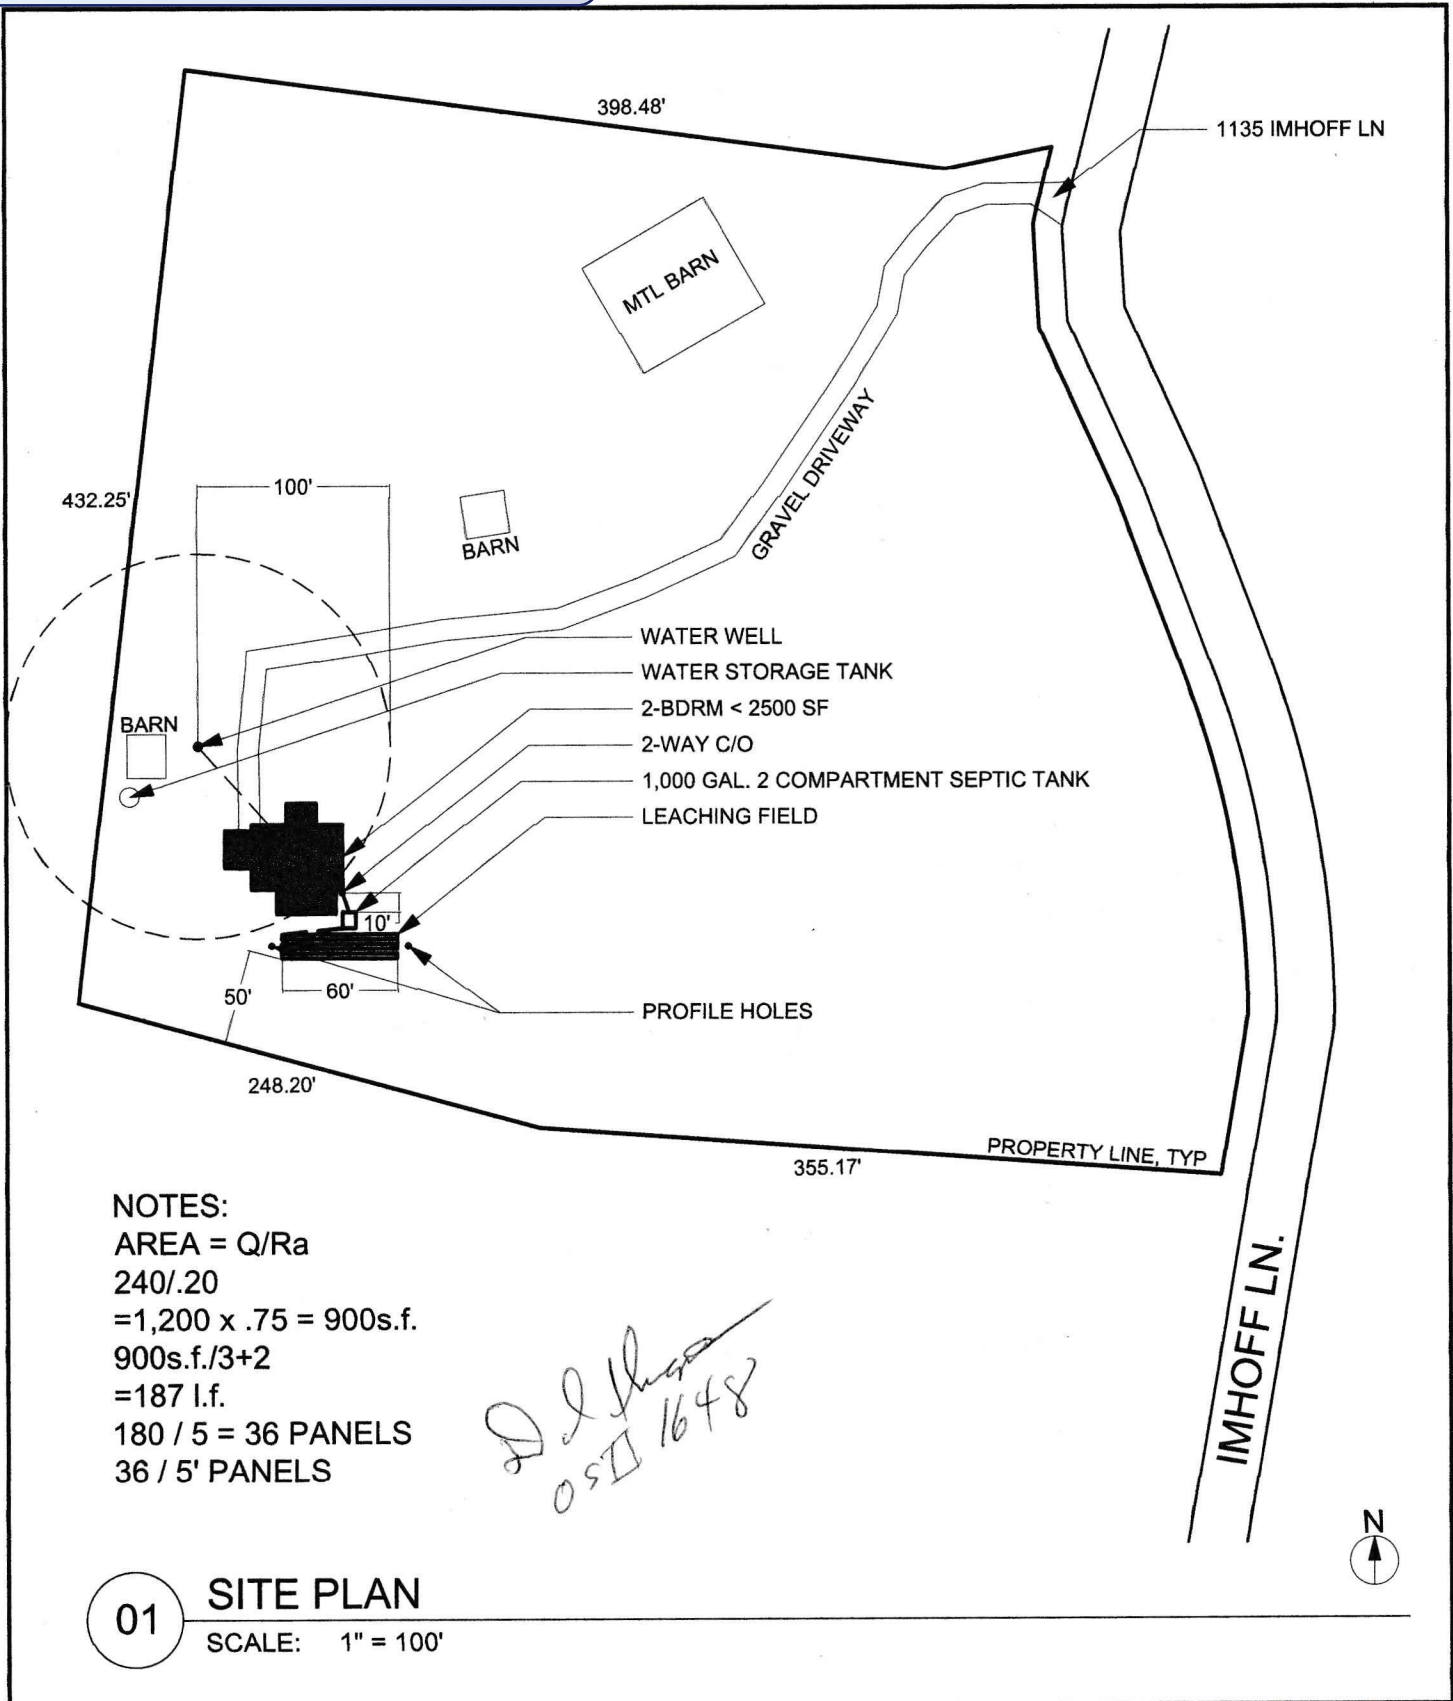 398.48'
1135 IMHOFF LN
MTL BARN
GRAVEL DRIVEWAY
432.25'
100'
BARN
WATER WELL
WATER STORAGE TANK
2-BDRM < 2500 SF
BARN
2-WAY C/O
1,000 GAL. 2 COMPARTMENT SEPTIC TANK
LEACHING FIELD
10'
50'
60'
PROFILE HOLES
248.20'
PROPERTY LINE, TYP
355.17'
NOTES:
AREA = Q/Ra
240/.20
=1,200 x .75 = 900s.f.
900s.f./3+2
=187 l.f.
180 / 5 = 36 PANELS
36 / 5' PANELS
OS II 1648
IMHOFF LN.
N
01
SITE PLAN
SCALE: 1" = 100'